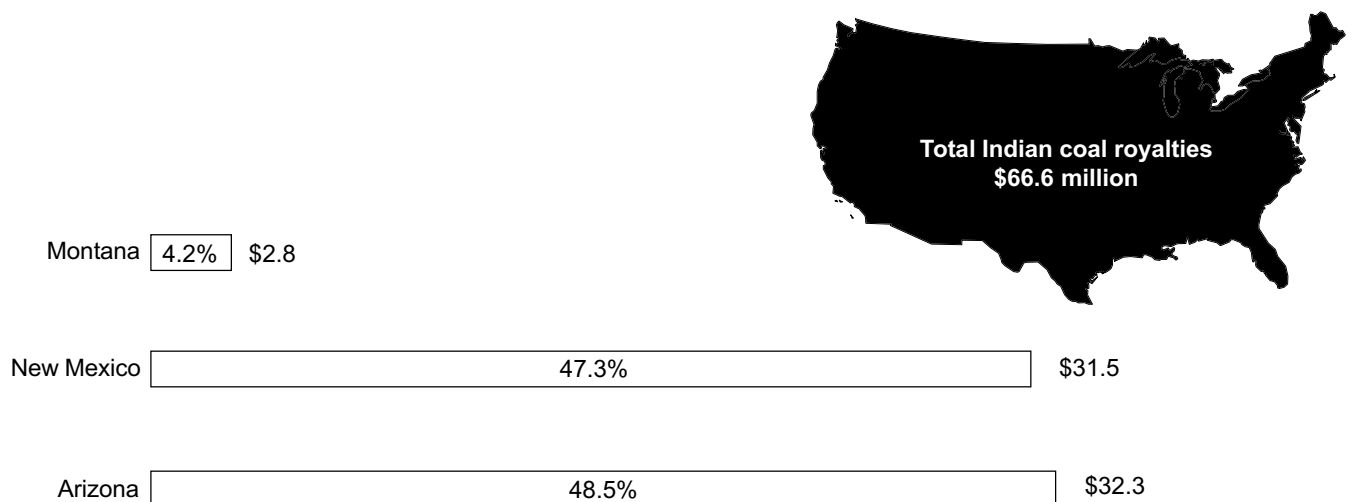 Total Indian coal royalties
$66.6 million
Montana 4.2% $2.8
New Mexico 47.3% $31.5
Arizona 48.5% $32.3